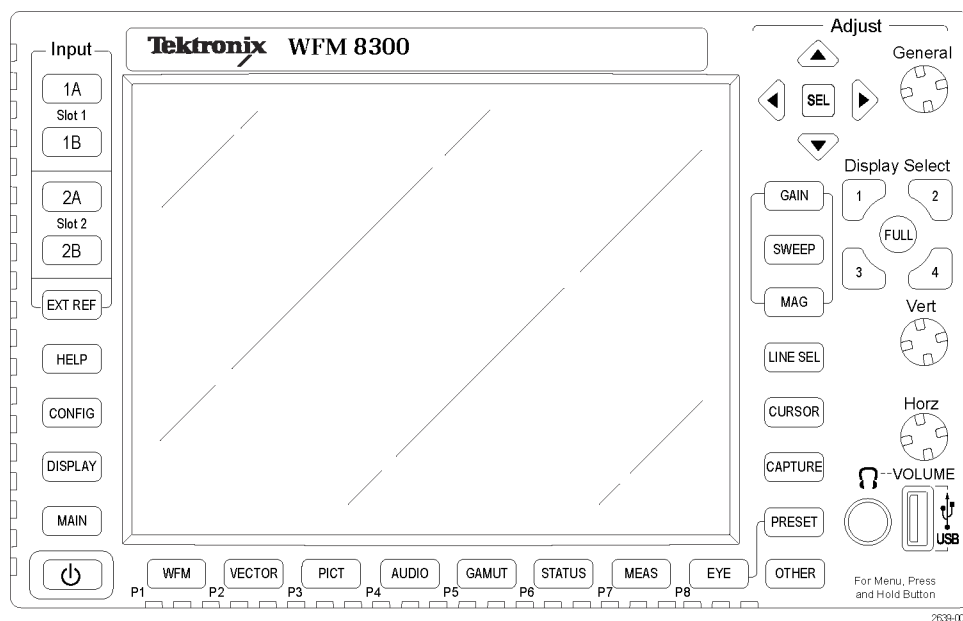 Tektronix WFM 8300
Input
1A
Slot 1
1B
2A
Slot 2
2B
EXT REF
HELP
CONFIG
DISPLAY
MAIN
Adjust
General
SEL
Display Select
1
2
FULL
3
4
GAIN
SWEEP
MAG
Vert
LINE SEL
CURSOR
Horz
CAPTURE
VOLUME
PRESET
USB
WFM
VECTOR
PICT
AUDIO
GAMUT
STATUS
MEAS
EYE
OTHER
P1
P2
P3
P4
P5
P6
P7
P8
For Menu, Press
and Hold Button